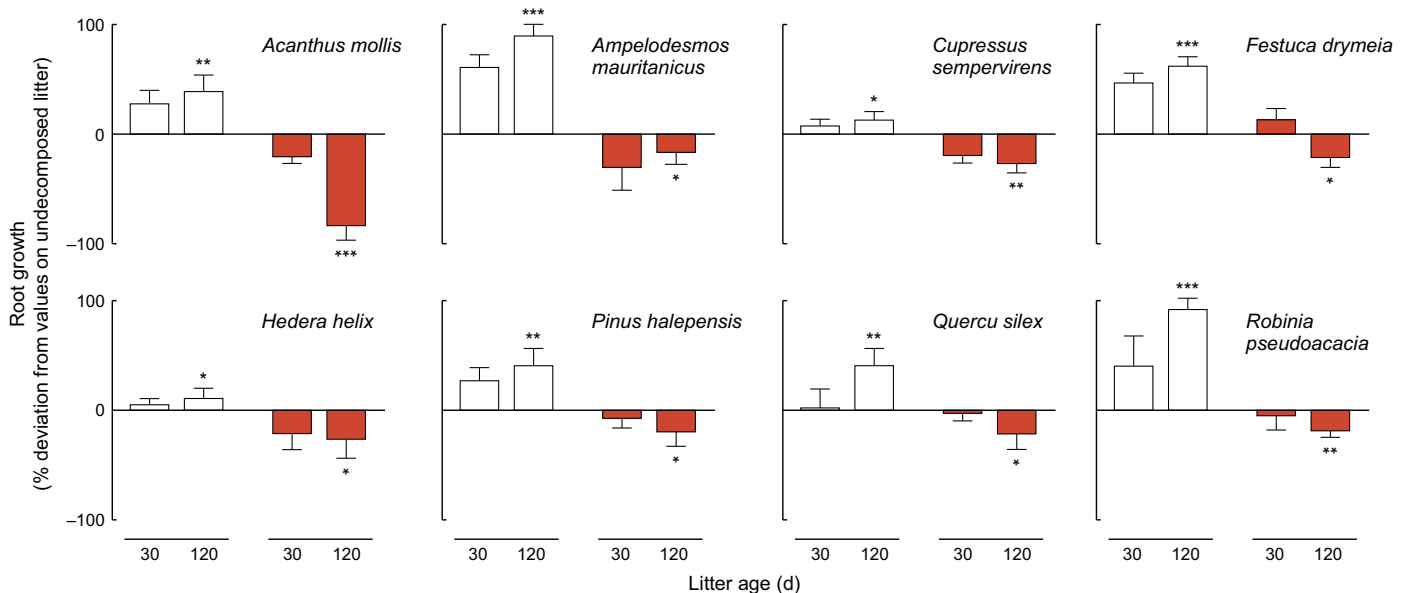 Root growth
(% deviation from values on undecomposed litter)
100
0
–100
**
***
Acanthus mollis
***
*
Ampelodesmos
mauritanicus
*
**
Cupressus
sempervirens
***
*
Festuca drymeia
100
0
–100
*
*
Hedera helix
**
*
Pinus halepensis
**
*
Quercu silex
***
**
Robinia
pseudoacacia
30 120 30 120 30 120 30 120 30 120 30 120 30 120 30 120
Litter age (d)